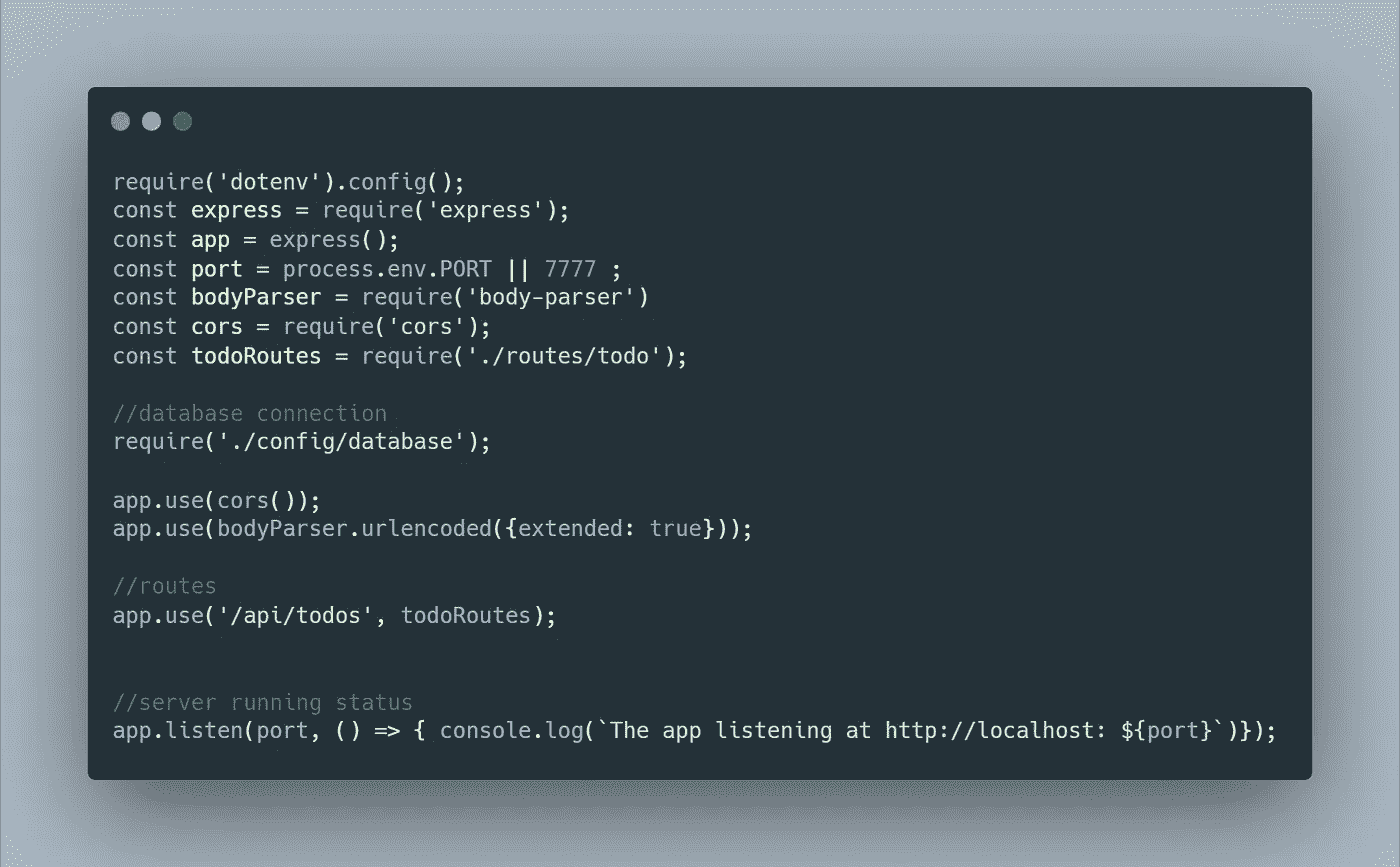 require('dotenv').config();
const express = require('express');
const app = express();
const port = process.env.PORT || 7777 ;
const bodyParser = require('body-parser')
const cors = require('cors');
const todoRoutes = require('./routes/todo');
//database connection
require('./config/database');
app.use(cors());
app.use(bodyParser.urlencoded({extended: true}));
//routes
app.use('/api/todos', todoRoutes);
//server running status
app.listen(port, () => { console.log(`The app listening at http://localhost: ${port}`)});